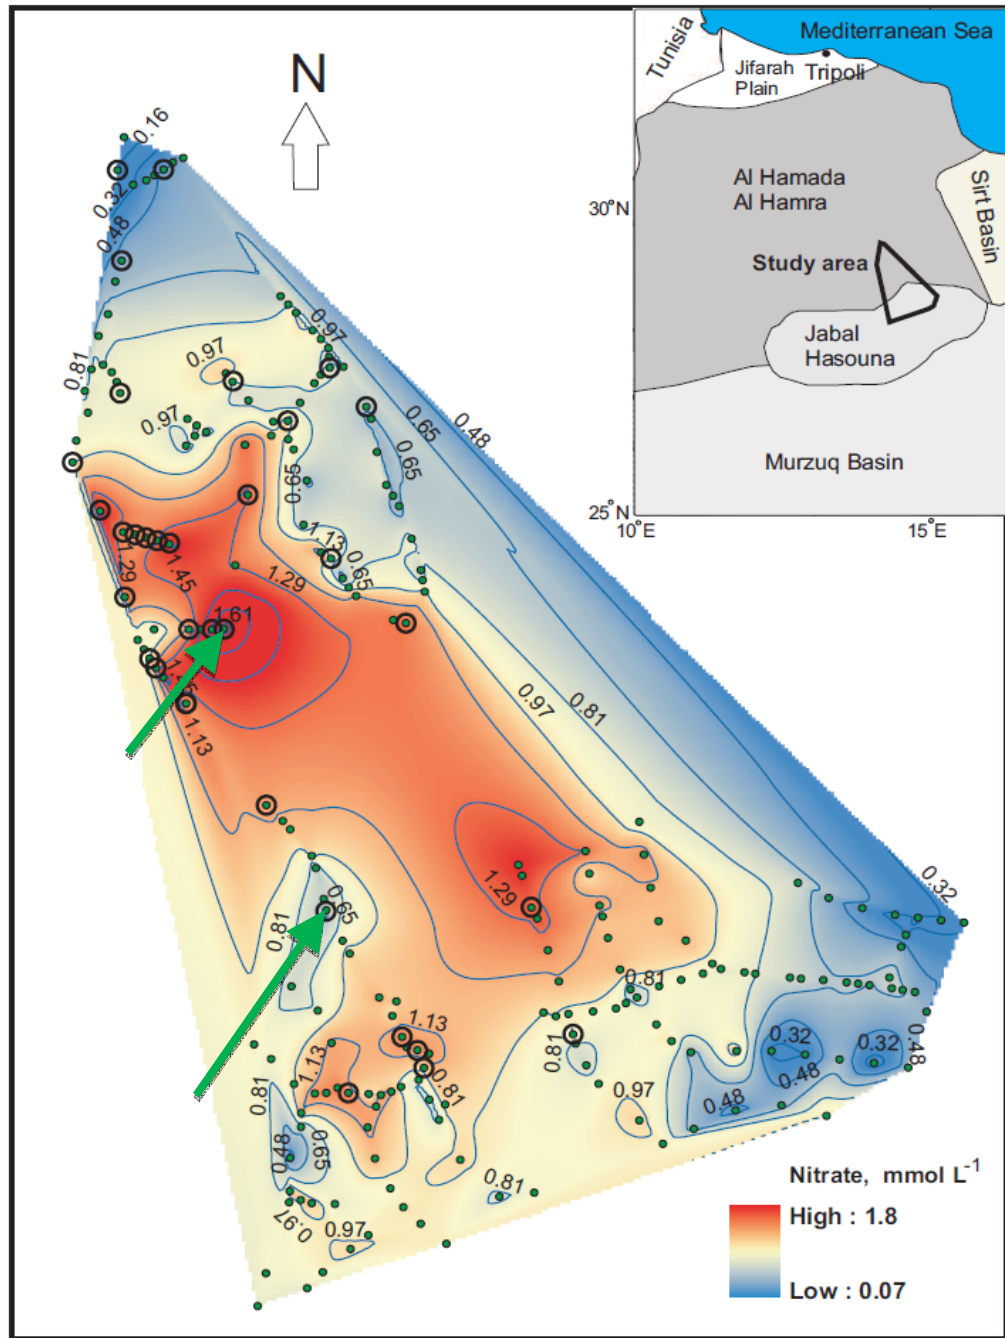 N
Tunisia
Mediterranean Sea
Jifarah
Plain
Tripoli
Al Hamada
Al Hamra
Sirt Basin
30°N
Study area
Jabal
Hasouna
Murzuq Basin
25°N
10°E
15°E
0.16
0.32
0.48
0.97
0.81
0.97
0.97
0.65
0.48
0.65
0.65
1.13
0.65
1.29
1.45
1.29
1.61
1.13
0.97
0.81
1.29
0.65
0.81
0.32
0.81
1.13
1.13
0.81
0.81
0.32
0.32
0.48
0.48
0.48
0.97
0.81
0.48
0.65
0.81
0.97
0.97
Nitrate, mmol L-1
High : 1.8
Low : 0.07